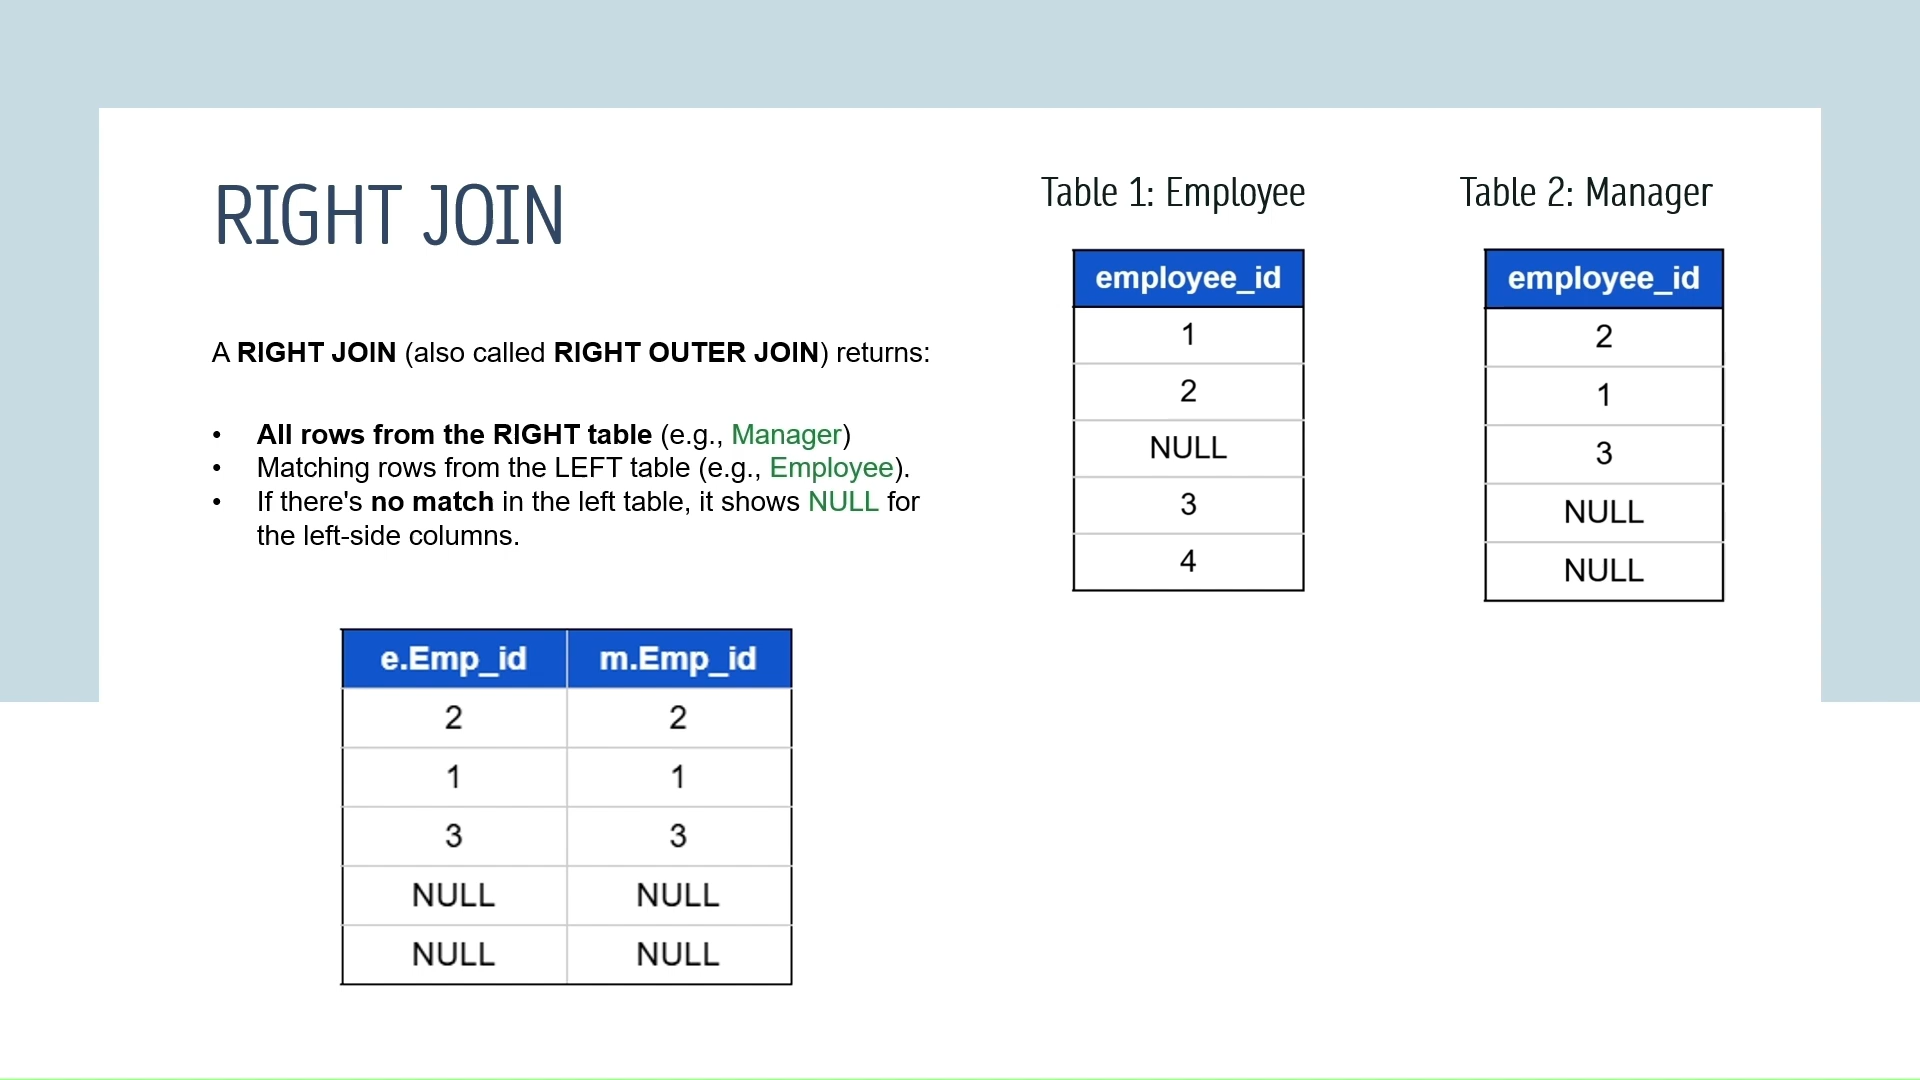 RIGHT JOIN
A RIGHT JOIN (also called RIGHT OUTER JOIN) returns:
• All rows from the RIGHT table (e.g., Manager)
• Matching rows from the LEFT table (e.g., Employee).
• If there's no match in the left table, it shows NULL for
the left-side columns.
e.Emp_id m.Emp_id
2 2
1 1
3 3
NULL NULL
NULL NULL
Table 1: Employee
employee_id
1
2
NULL
3
4
Table 2: Manager
employee_id
2
1
3
NULL
NULL